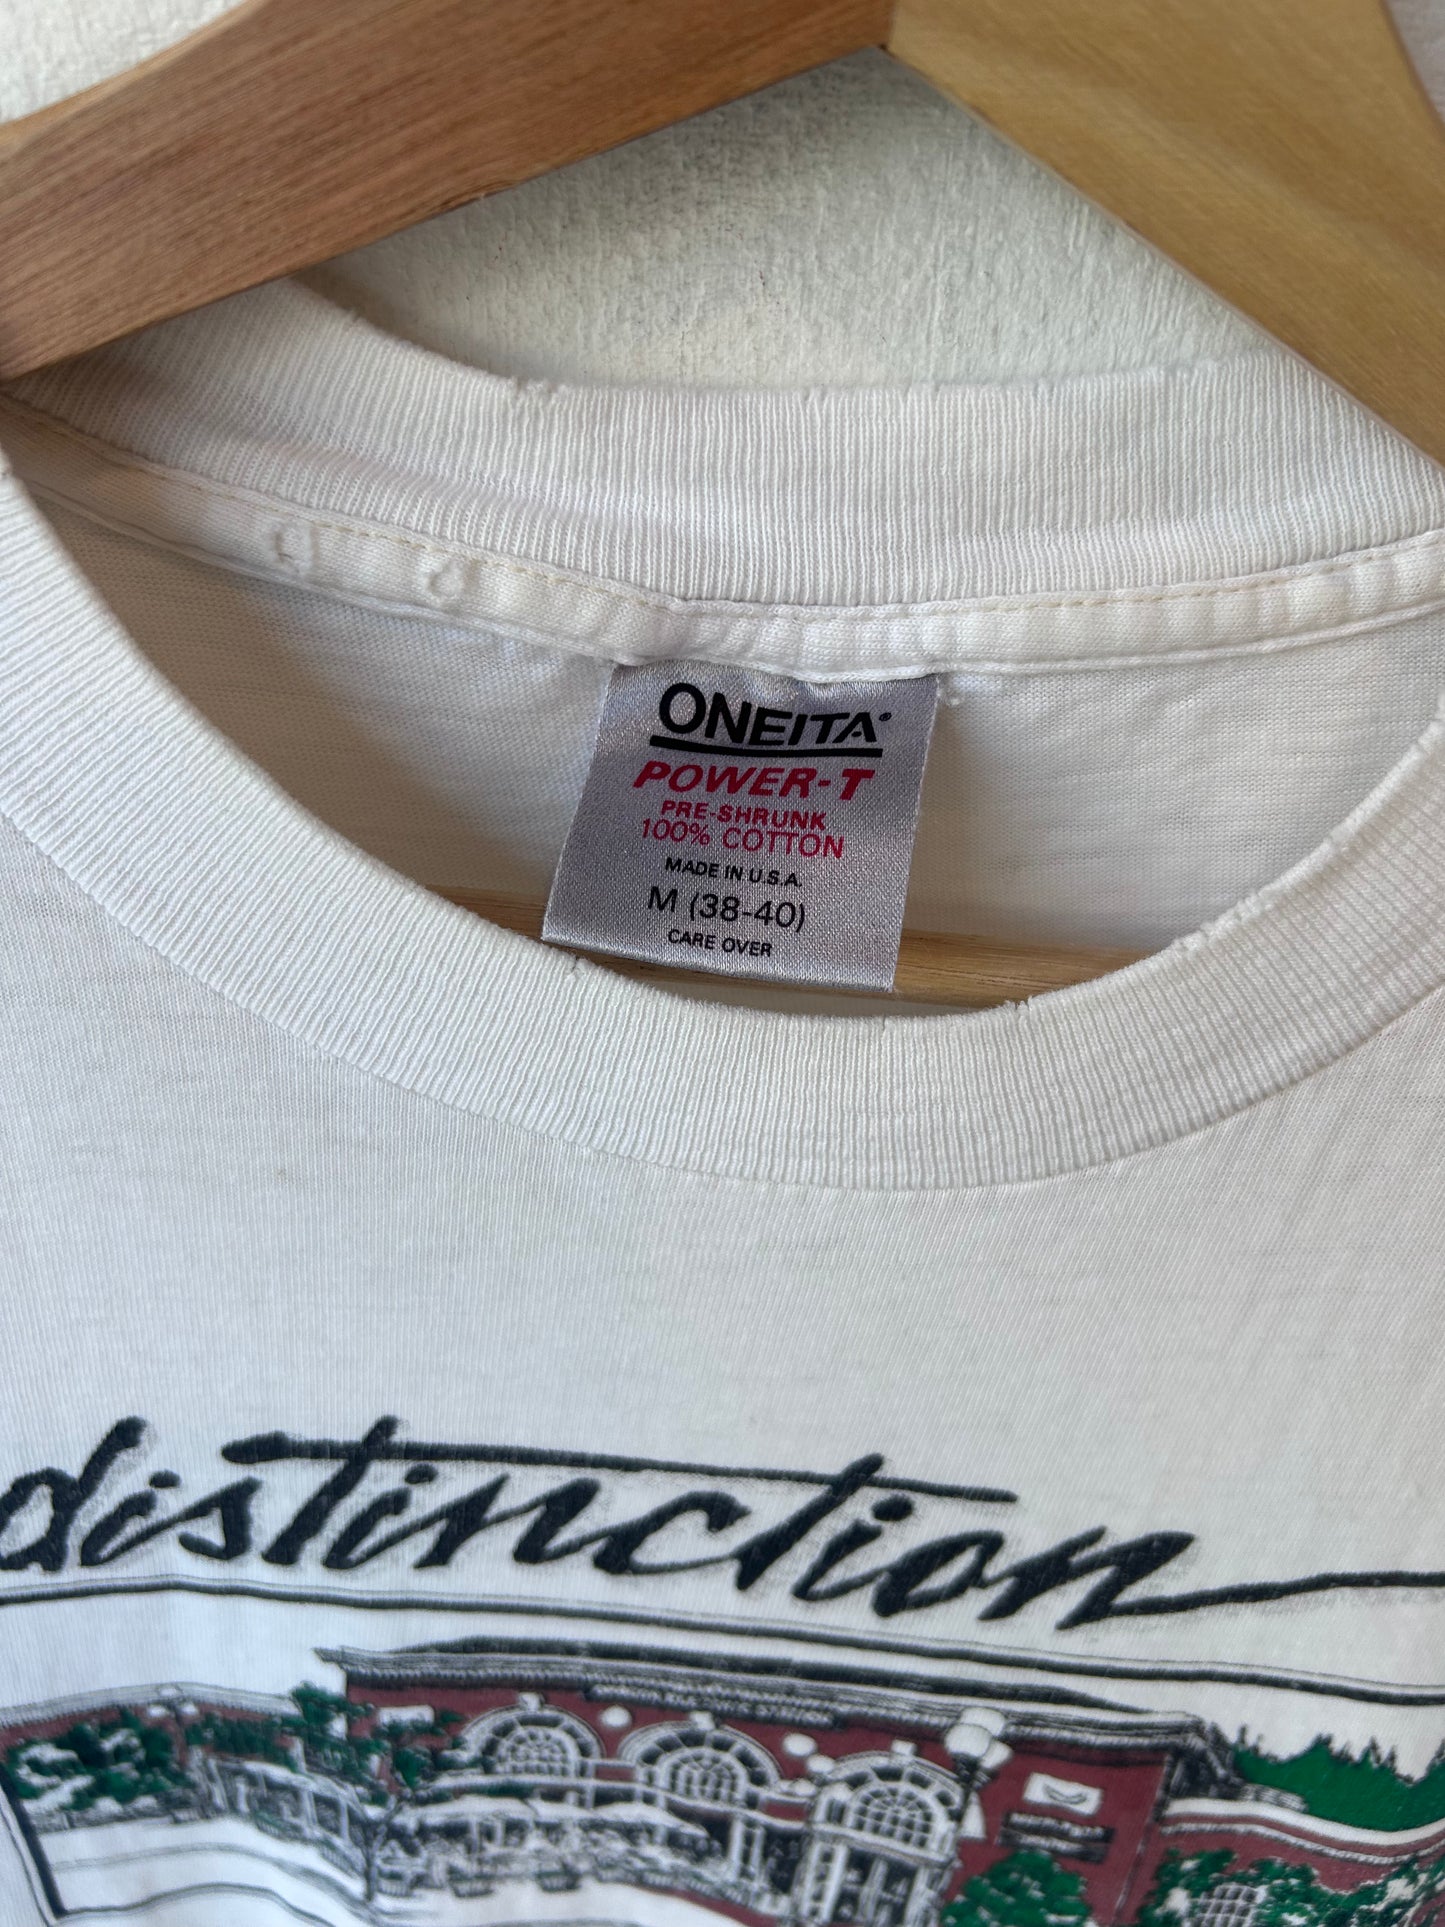 ONEITA®
POWER-T
PRE-SHRUNK
100% COTTON
MADE IN U.S.A.
M (38-40)
CARE OVER
distinction